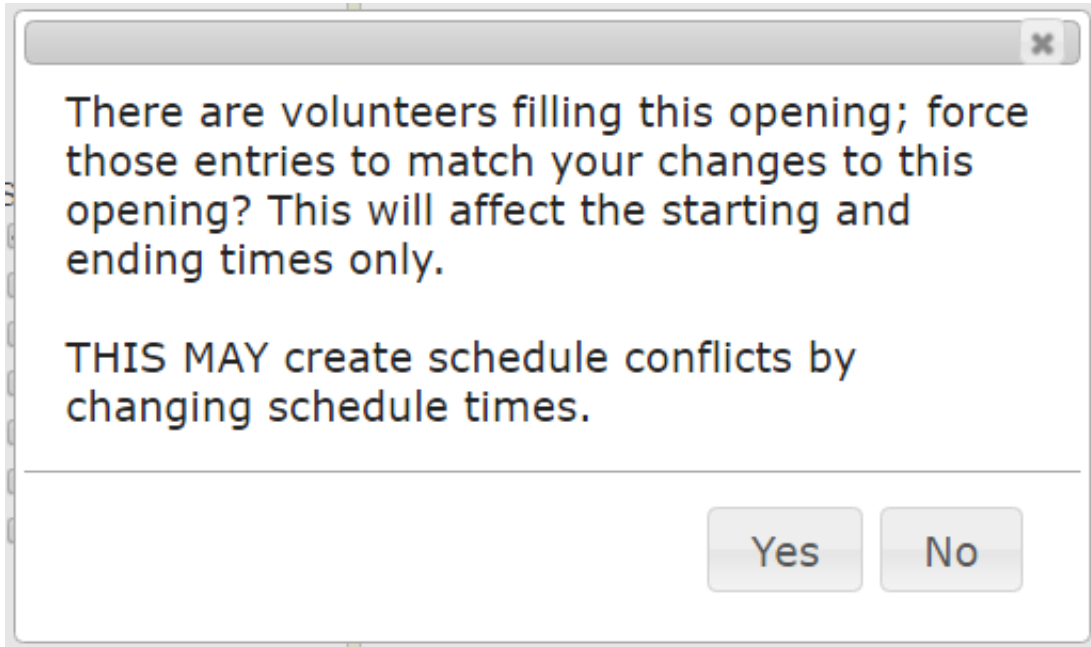 There are volunteers filling this opening; force
those entries to match your changes to this
opening? This will affect the starting and
ending times only.
THIS MAY create schedule conflicts by
changing schedule times.
Yes No